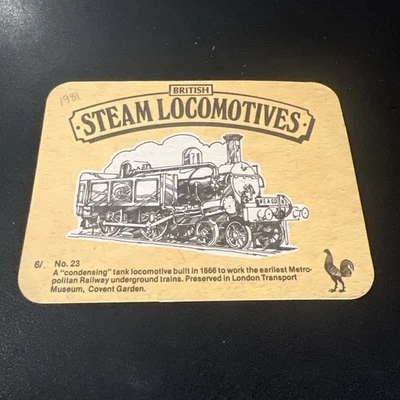 1981
BRITISH
·STEAM LOCOMOTIVES·
6/ No. 23
A "condensing" tank locomotive built in 1866 to work the earliest Metro-
politan Railway underground trains. Preserved in London Transport
Museum, Covent Garden.